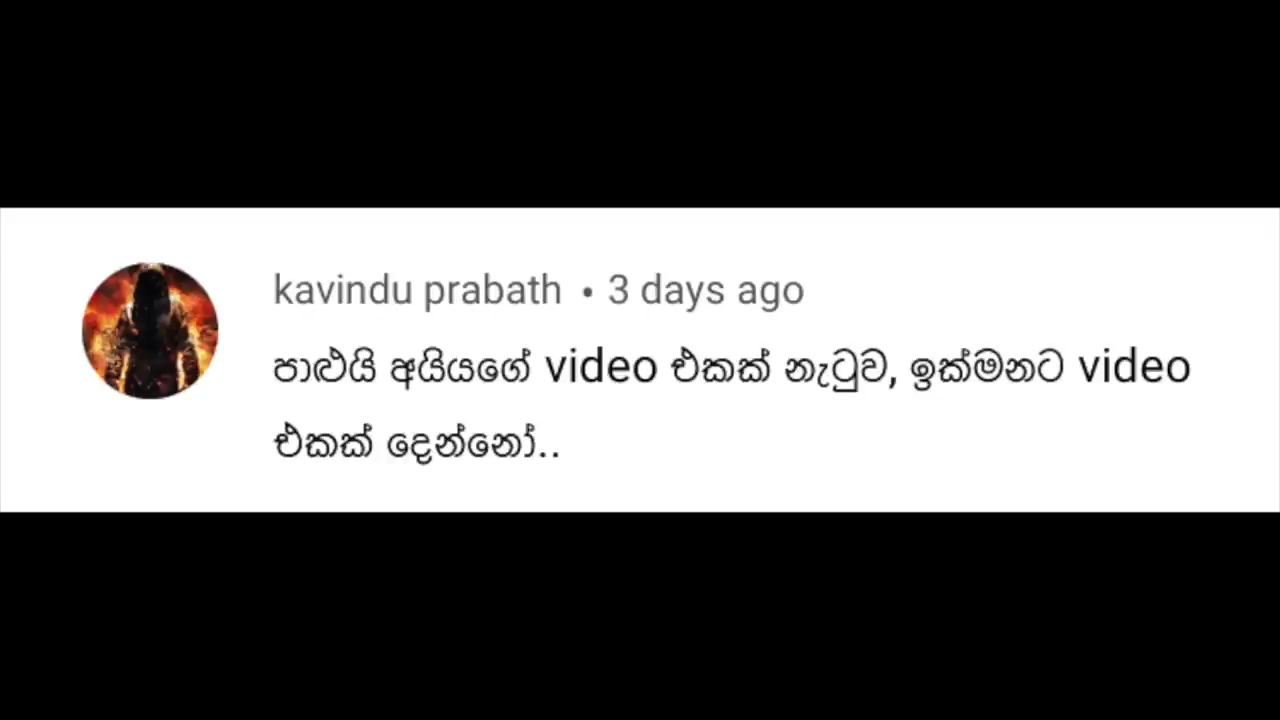 kavindu prabath • 3 days ago
පාළුයි අයියගේ video එකක් නැටුව, ඉක්මනට video
එකක් දෙන්නෝ..